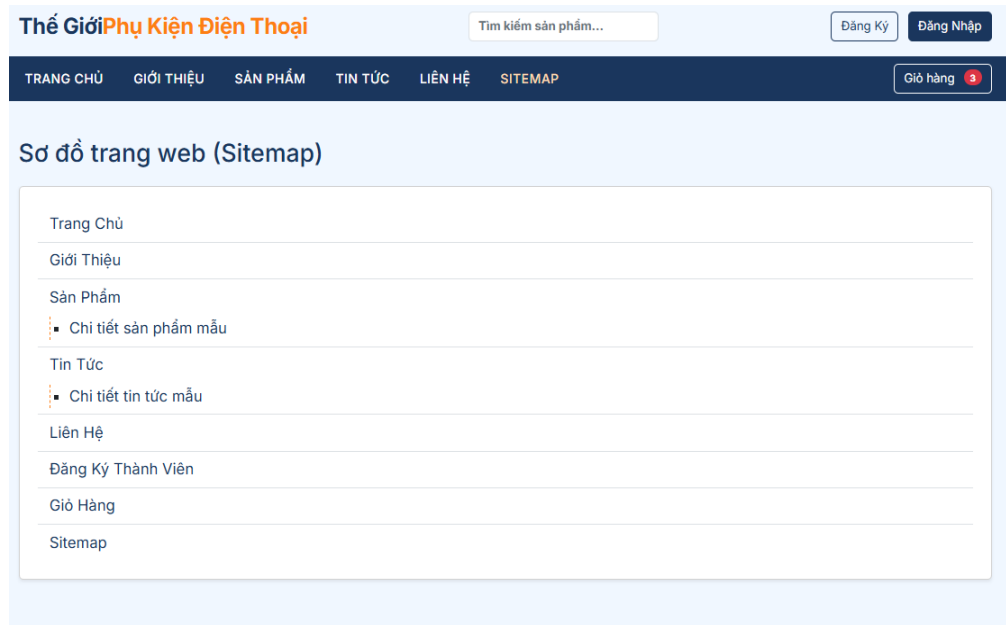 Thế GiớiPhụ Kiện Điện Thoại
Tìm kiếm sản phẩm...
Đăng Ký
Đăng Nhập
TRANG CHỦ GIỚI THIỆU SẢN PHẨM TIN TỨC LIÊN HỆ SITEMAP
Giỏ hàng 3
Sơ đồ trang web (Sitemap)
Trang Chủ
Giới Thiệu
Sản Phẩm
Chi tiết sản phẩm mẫu
Tin Tức
Chi tiết tin tức mẫu
Liên Hệ
Đăng Ký Thành Viên
Giỏ Hàng
Sitemap